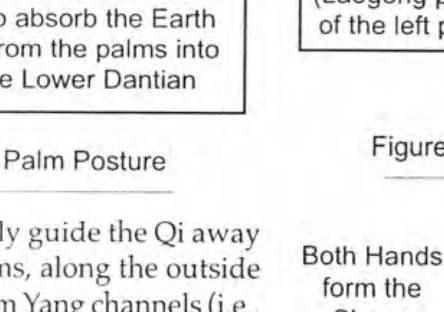 o absorb the Earth
rom the palms into
e Lower Dantian
Palm Posture
ly guide the Qi away
ns, along the outside
m Yang channels (i.e.,
of the left p
Figure
Both Hands
form the